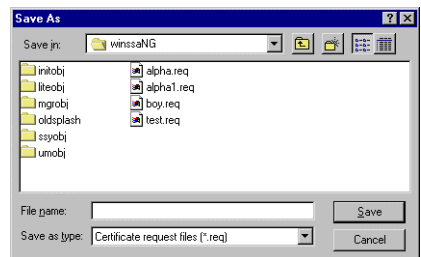 Save As
Save in: winssaNG
initobj
liteobj
mgrobj
oldsplash
ssyobj
umobj
alpha.req
alpha1.req
boy.req
test.req
File name:
Save
Save as type: Certificate request files (*.req)
Cancel